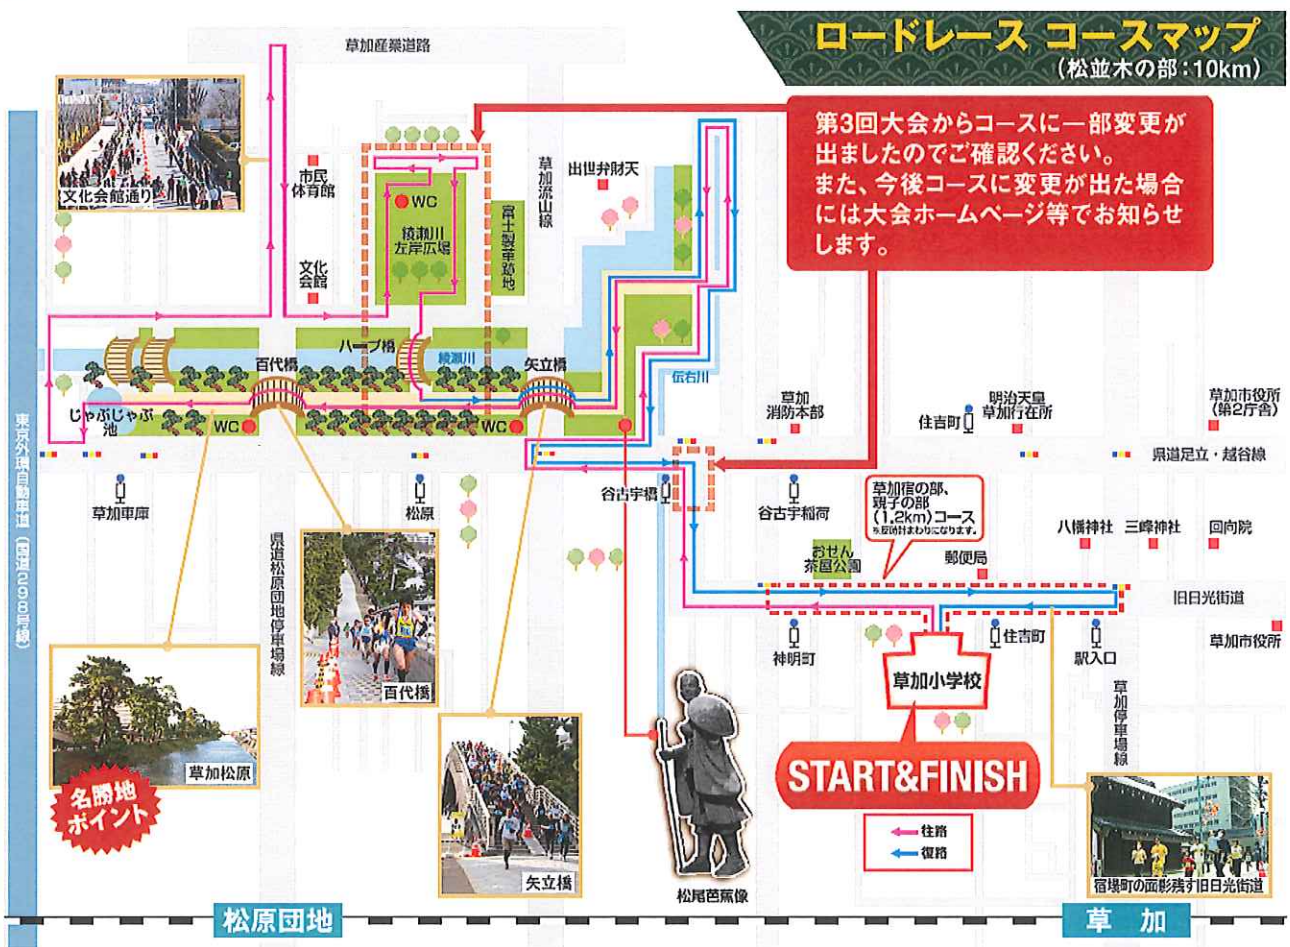 ロードレース コースマップ
(松並木の部：10km)
第3回大会からコースに一部変更が
出ましたのでご確認ください。
また、今後コースに変更が出た場合
には大会ホームページ等でお知らせ
します。
草加産業道路
文化会館通り
市民
体育館
文化
会館
WC
綾瀬川
左岸広場
富士製革跡地
草加流山線
出世弁財天
ハープ橋
綾瀬川
百代橋
矢立橋
伝右川
じゃぶじゃぶ
池
WC
WC
草加
消防本部
住吉町
明治天皇
草加行在所
草加市役所
(第2庁舎)
県道足立・越谷線
東京外環自動車道(国道298号線)
草加車庫
松原
谷古宇橋
谷古宇稲荷
草加宿の部、
親子の部
(1.2km)コース
※反時計まわりになります。
八幡神社
三峰神社
回向院
おせん
茶屋公園
郵便局
旧日光街道
県道松原団地停車場線
神明町
住吉町
駅入口
草加市役所
草加小学校
草加停車場線
START&FINISH
往路
復路
百代橋
草加松原
名勝地
ポイント
矢立橋
松尾芭蕉像
宿場町の面影残す旧日光街道
松原団地
草加